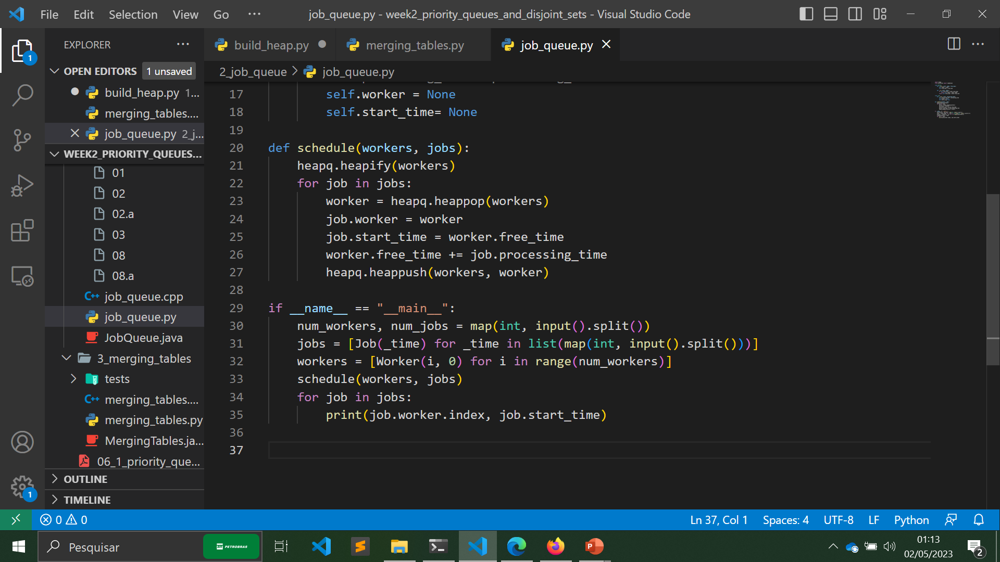 File Edit Selection View Go ··· job_queue.py - week2_priority_queues_and_disjoint_sets - Visual Studio Code
EXPLORER
OPEN EDITORS 1 unsaved
build_heap.py 1...
merging_tables....
job_queue.py 2_j...
WEEK2_PRIORITY_QUEUES...
01
02
02.a
03
08
08.a
job_queue.cpp
job_queue.py
JobQueue.java
3_merging_tables
tests
merging_tables....
merging_tables.py
MergingTables.ja...
06_1_priority_que...
OUTLINE
TIMELINE
1
1
build_heap.py merging_tables.py job_queue.py
2_job_queue > job_queue.py
17 self.worker = None
18 self.start_time= None
19
20 def schedule(workers, jobs):
21 heapq.heapify(workers)
22 for job in jobs:
23 worker = heapq.heappop(workers)
24 job.worker = worker
25 job.start_time = worker.free_time
26 worker.free_time += job.processing_time
27 heapq.heappush(workers, worker)
28
29 if __name__ == "__main__":
30 num_workers, num_jobs = map(int, input().split())
31 jobs = [Job(_time) for _time in list(map(int, input().split()))]
32 workers = [Worker(i, 0) for i in range(num_workers)]
33 schedule(workers, jobs)
34 for job in jobs:
35 print(job.worker.index, job.start_time)
36
37
0 0 Ln 37, Col 1 Spaces: 4 UTF-8 LF Python
Pesquisar BR PETROBRAS
01:13
02/05/2023
2